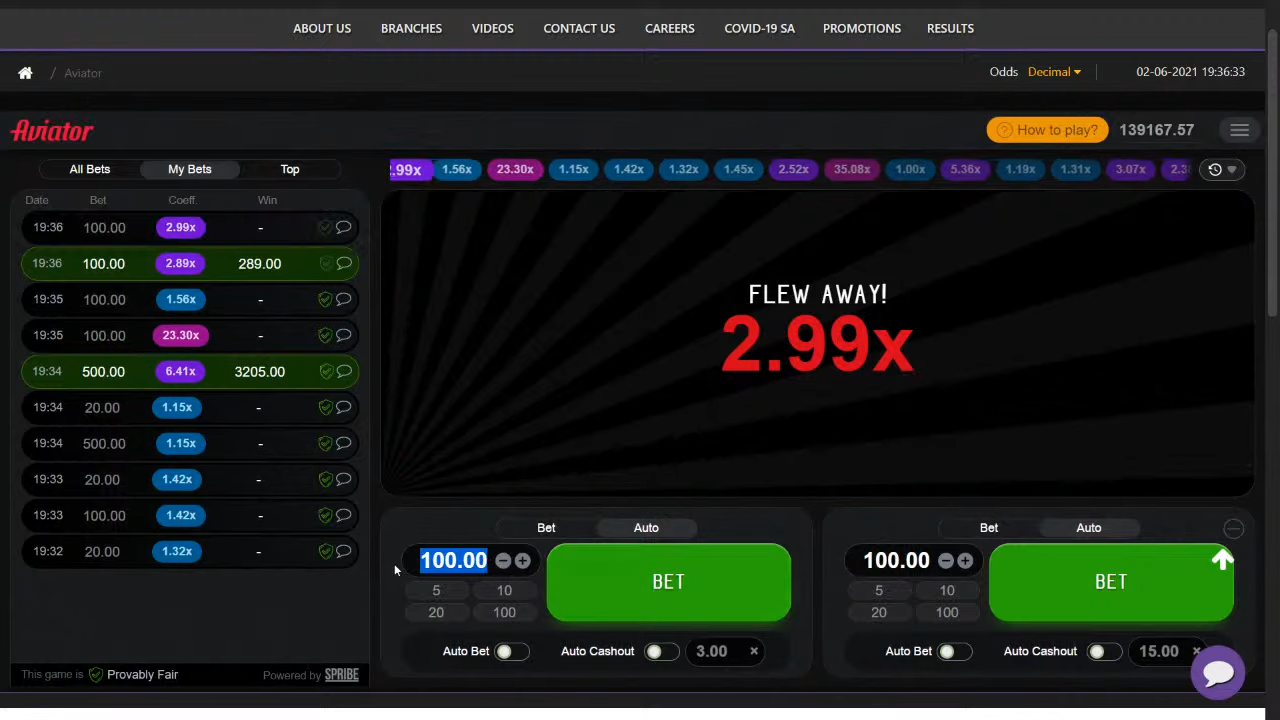 ABOUT US BRANCHES VIDEOS CONTACT US CAREERS COVID-19 SA PROMOTIONS RESULTS
/ Aviator Odds Decimal 02-06-2021 19:36:33
Aviator ? How to play? 139167.57
All Bets My Bets Top
.99x 1.56x 23.30x 1.15x 1.42x 1.32x 1.45x 2.52x 35.08x 1.00x 5.36x 1.19x 1.31x 3.07x
Date Bet Coeff. Win
19:36 100.00 2.99x -
19:36 100.00 2.89x 289.00
19:35 100.00 1.56x -
19:35 100.00 23.30x -
19:34 500.00 6.41x 3205.00
19:34 20.00 1.15x -
19:34 500.00 1.15x -
19:33 20.00 1.42x -
19:33 100.00 1.42x -
19:32 20.00 1.32x -
This game is Provably Fair Powered by SPRIBE
FLEW AWAY!
2.99x
Bet Auto
100.00 − +
5 10
20 100
BET
Auto Bet Auto Cashout 3.00 ×
Bet Auto
100.00 − +
5 10
20 100
BET
Auto Bet Auto Cashout 15.00 ×